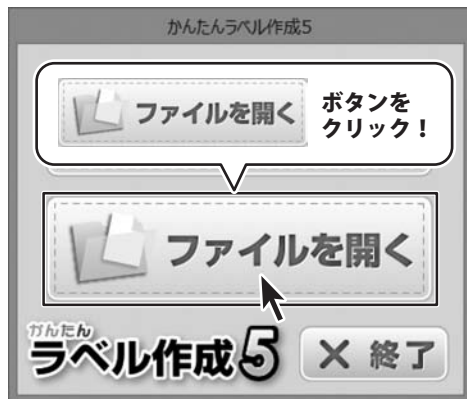 かんたんラベル作成5
ファイルを開く
ボタンを
クリック！
ファイルを開く
かんたん
ラベル作成5
× 終了